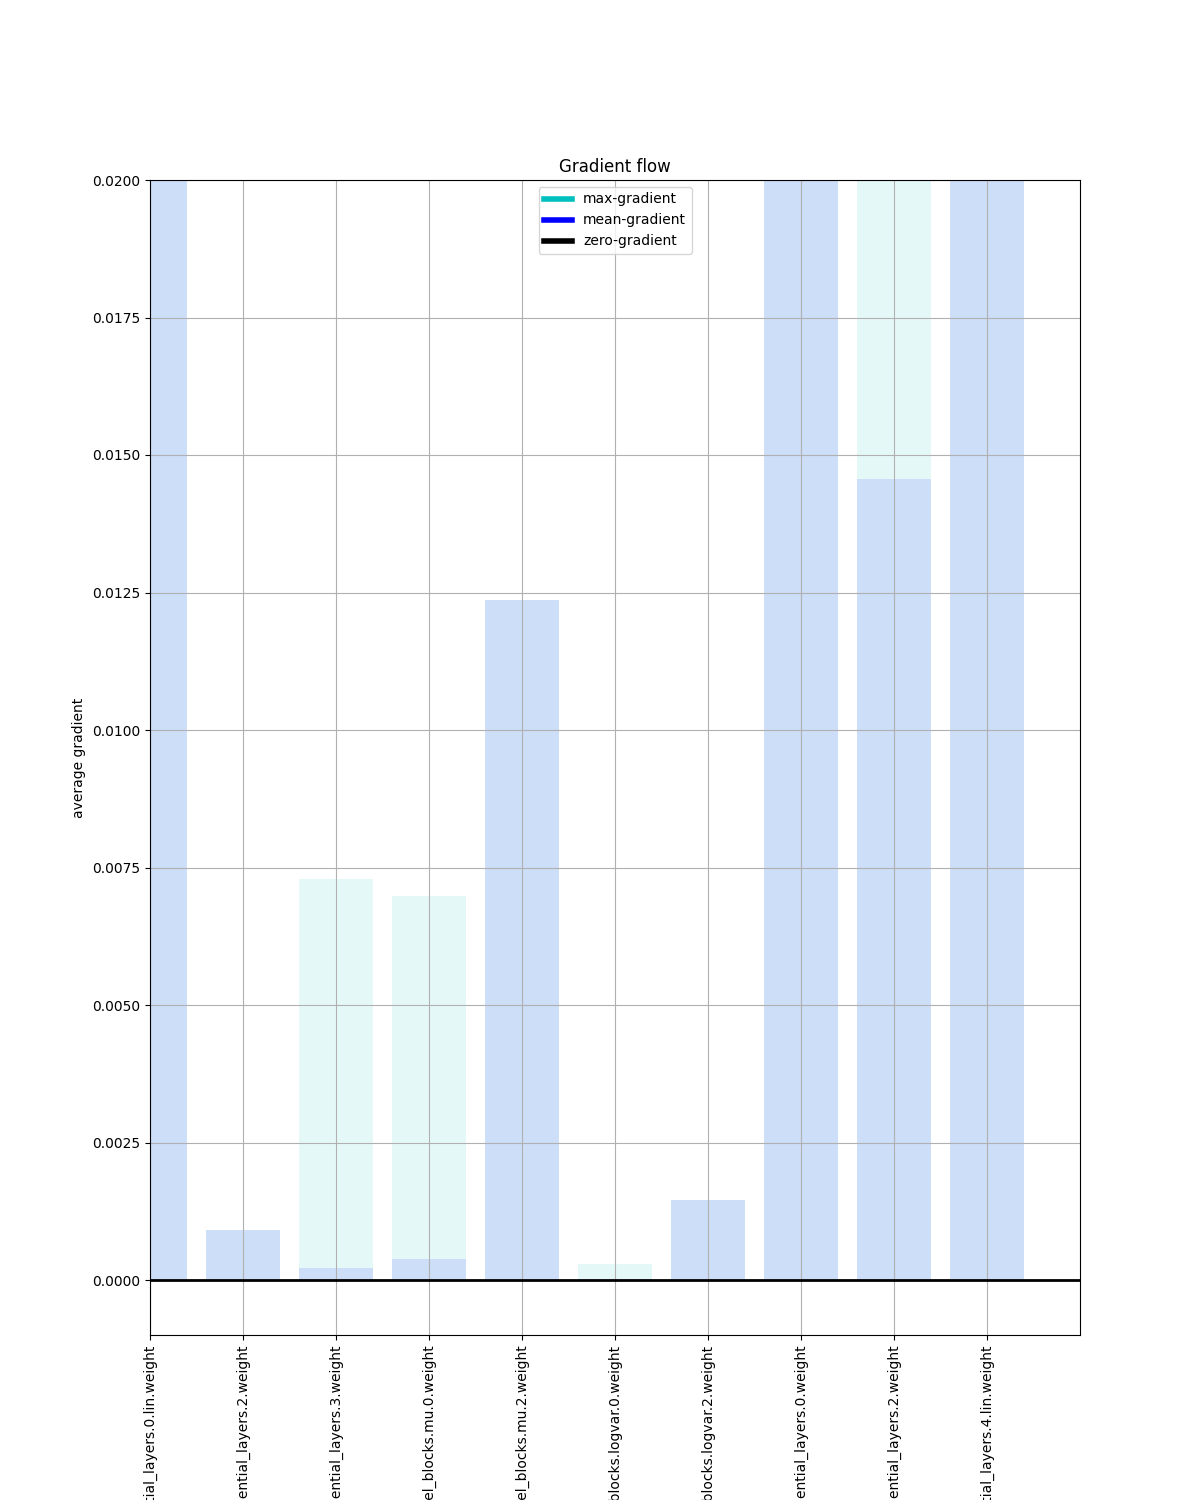 Gradient flow
max-gradient
mean-gradient
zero-gradient
0.0200
0.0175
0.0150
0.0125
0.0100
0.0075
0.0050
0.0025
0.0000
average gradient
tial_layers.0.lin.weight
ential_layers.2.weight
ential_layers.3.weight
el_blocks.mu.0.weight
el_blocks.mu.2.weight
blocks.logvar.0.weight
blocks.logvar.2.weight
ential_layers.0.weight
ential_layers.2.weight
tial_layers.4.lin.weight